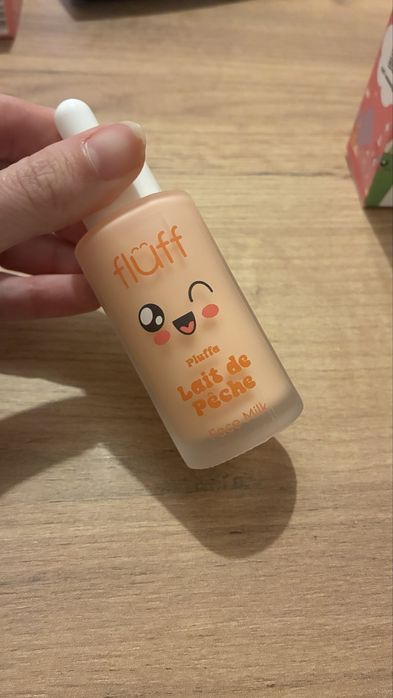 flüff
Pluffa
Lait de
Pêche
Face Milk